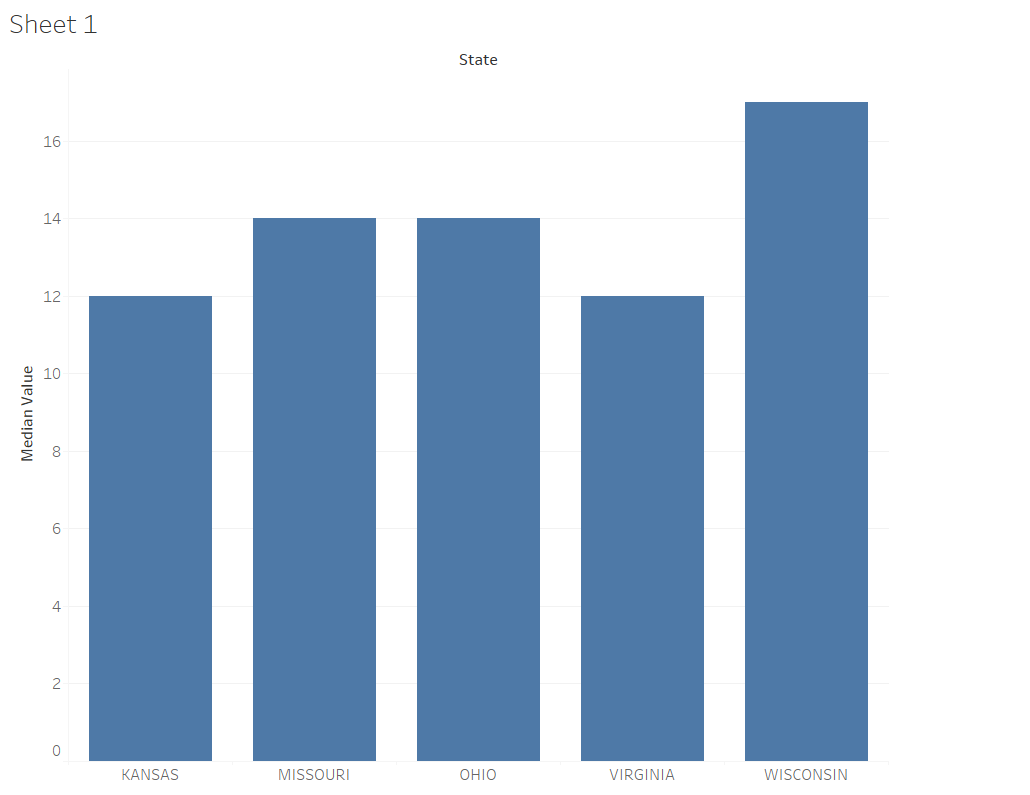 Sheet 1
State
Median Value
16
14
12
10
8
6
4
2
0
KANSAS MISSOURI OHIO VIRGINIA WISCONSIN